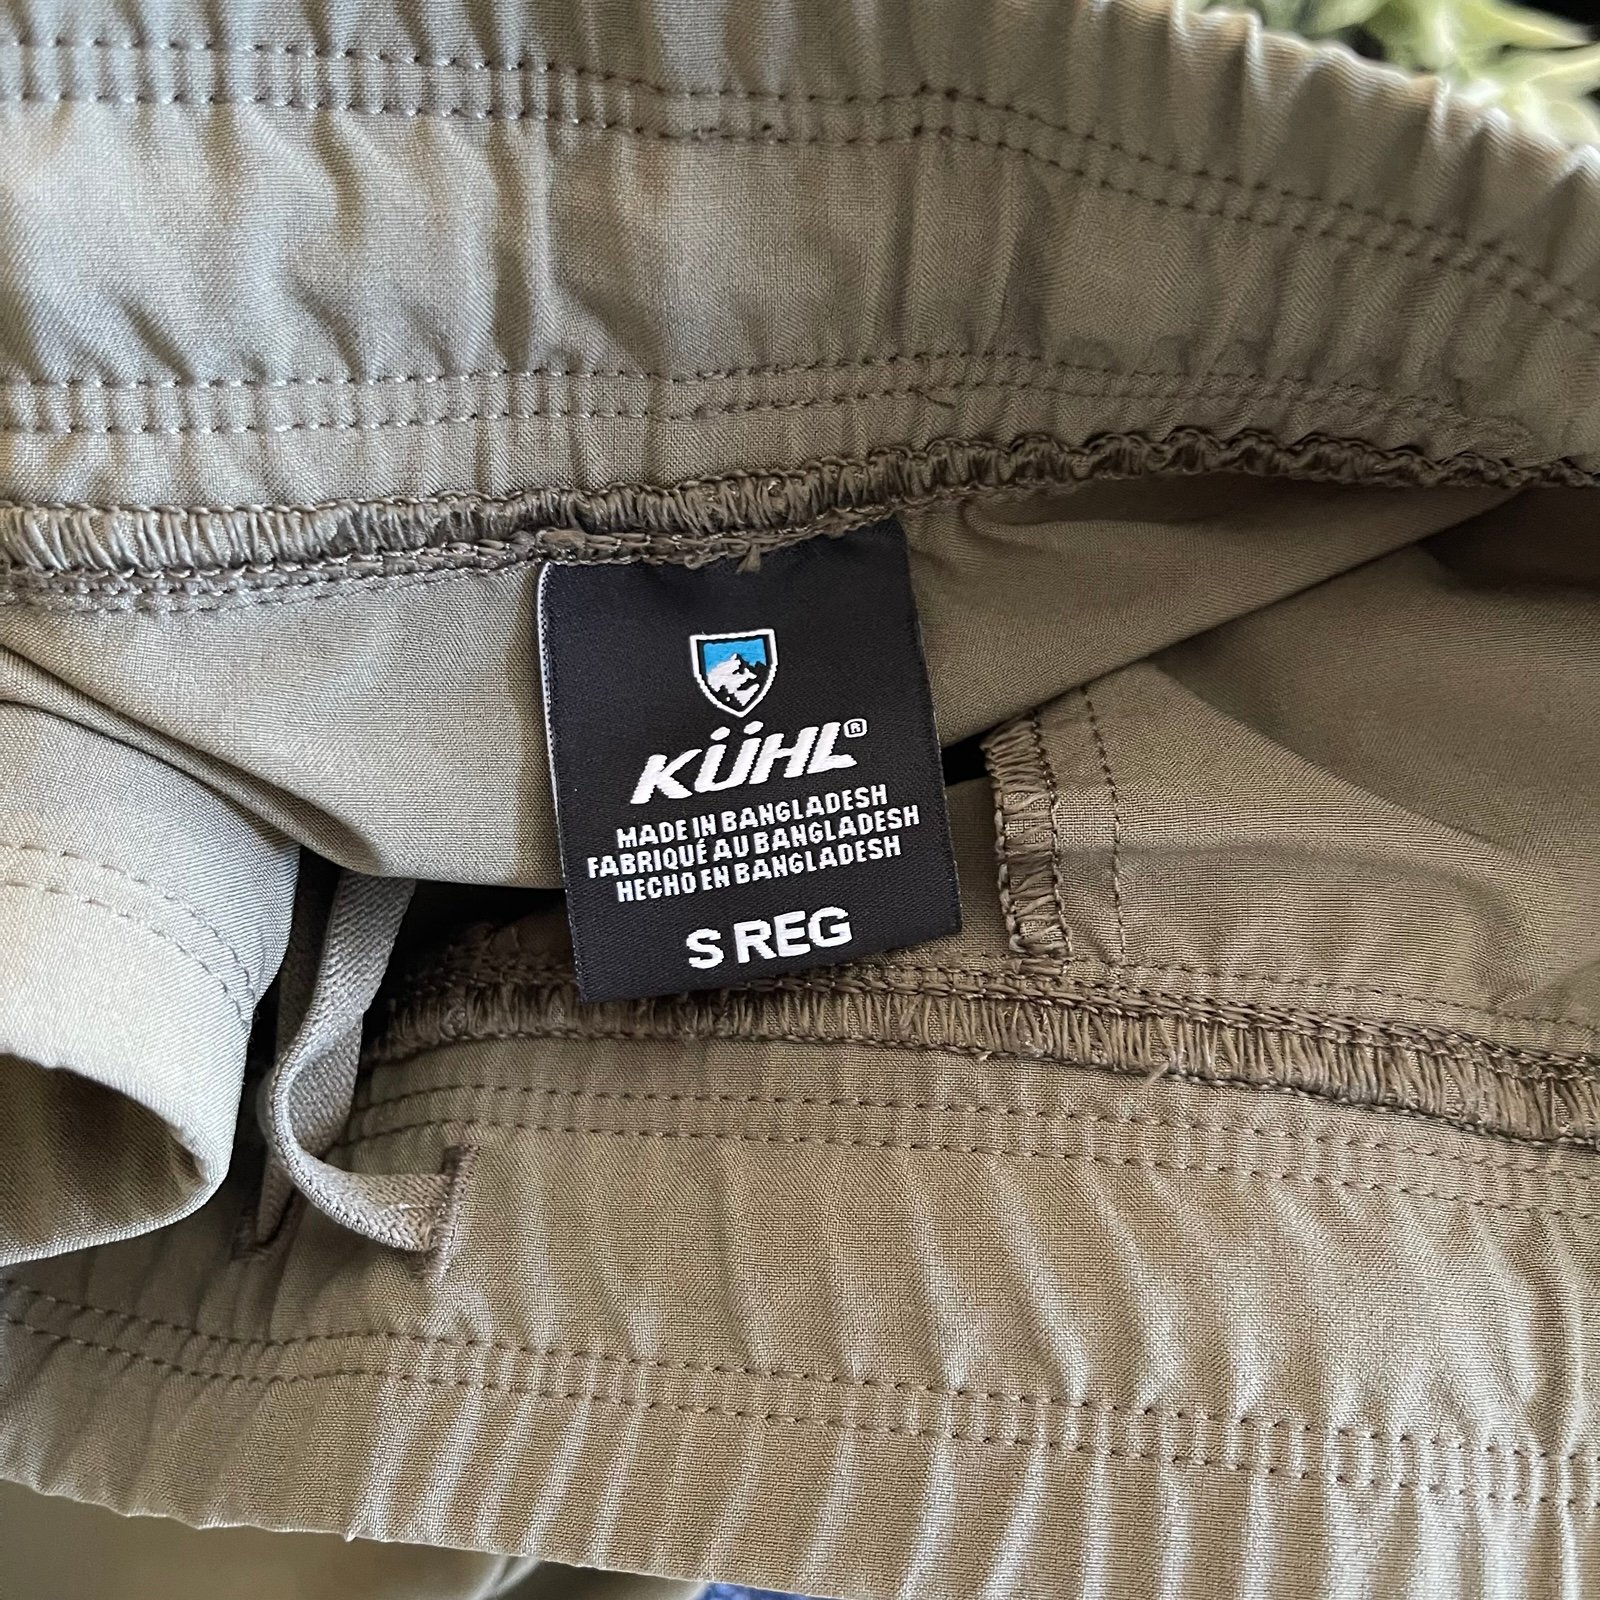 KÜHL®
MADE IN BANGLADESH
FABRIQUÉ AU BANGLADESH
HECHO EN BANGLADESH
S REG